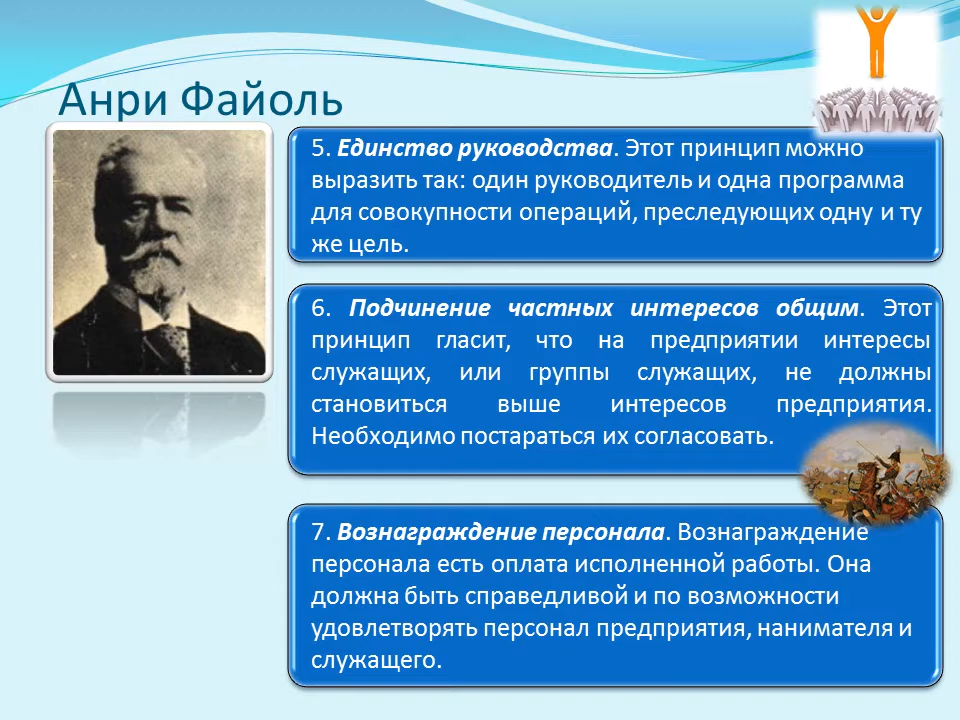 Анри Файоль
5. Единство руководства. Этот принцип можно
выразить так: один руководитель и одна программа
для совокупности операций, преследующих одну и ту
же цель.
6. Подчинение частных интересов общим. Этот
принцип гласит, что на предприятии интересы
служащих, или группы служащих, не должны
становиться выше интересов предприятия.
Необходимо постараться их согласовать.
7. Вознаграждение персонала. Вознаграждение
персонала есть оплата исполненной работы. Она
должна быть справедливой и по возможности
удовлетворять персонал предприятия, нанимателя и
служащего.